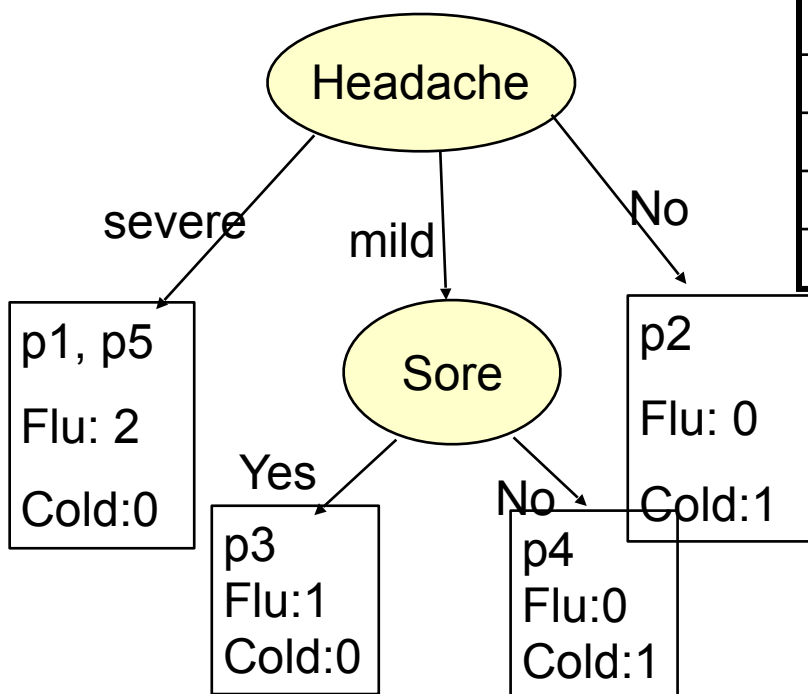 Headache
severe
mild
No
p1, p5
Flu: 2
Cold:0
Sore
p2
Flu: 0
Cold:1
Yes
No
p3
Flu:1
Cold:0
p4
Flu:0
Cold:1